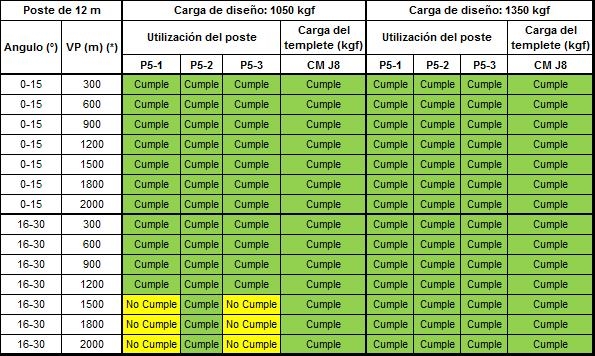 Poste de 12 m Carga de diseño: 1050 kgf Carga de diseño: 1350 kgf
Angulo (°) VP (m) (*) Utilización del poste Carga del templete (kgf) Utilización del poste Carga del templete (kgf)
P5-1 P5-2 P5-3 CM J8 P5-1 P5-2 P5-3 CM J8
0-15 300 Cumple Cumple Cumple Cumple Cumple Cumple Cumple Cumple
0-15 600 Cumple Cumple Cumple Cumple Cumple Cumple Cumple Cumple
0-15 900 Cumple Cumple Cumple Cumple Cumple Cumple Cumple Cumple
0-15 1200 Cumple Cumple Cumple Cumple Cumple Cumple Cumple Cumple
0-15 1500 Cumple Cumple Cumple Cumple Cumple Cumple Cumple Cumple
0-15 1800 Cumple Cumple Cumple Cumple Cumple Cumple Cumple Cumple
0-15 2000 Cumple Cumple Cumple Cumple Cumple Cumple Cumple Cumple
16-30 300 Cumple Cumple Cumple Cumple Cumple Cumple Cumple Cumple
16-30 600 Cumple Cumple Cumple Cumple Cumple Cumple Cumple Cumple
16-30 900 Cumple Cumple Cumple Cumple Cumple Cumple Cumple Cumple
16-30 1200 Cumple Cumple Cumple Cumple Cumple Cumple Cumple Cumple
16-30 1500 No Cumple Cumple No Cumple Cumple Cumple Cumple Cumple Cumple
16-30 1800 No Cumple Cumple No Cumple Cumple Cumple Cumple Cumple Cumple
16-30 2000 No Cumple Cumple No Cumple Cumple Cumple Cumple Cumple Cumple